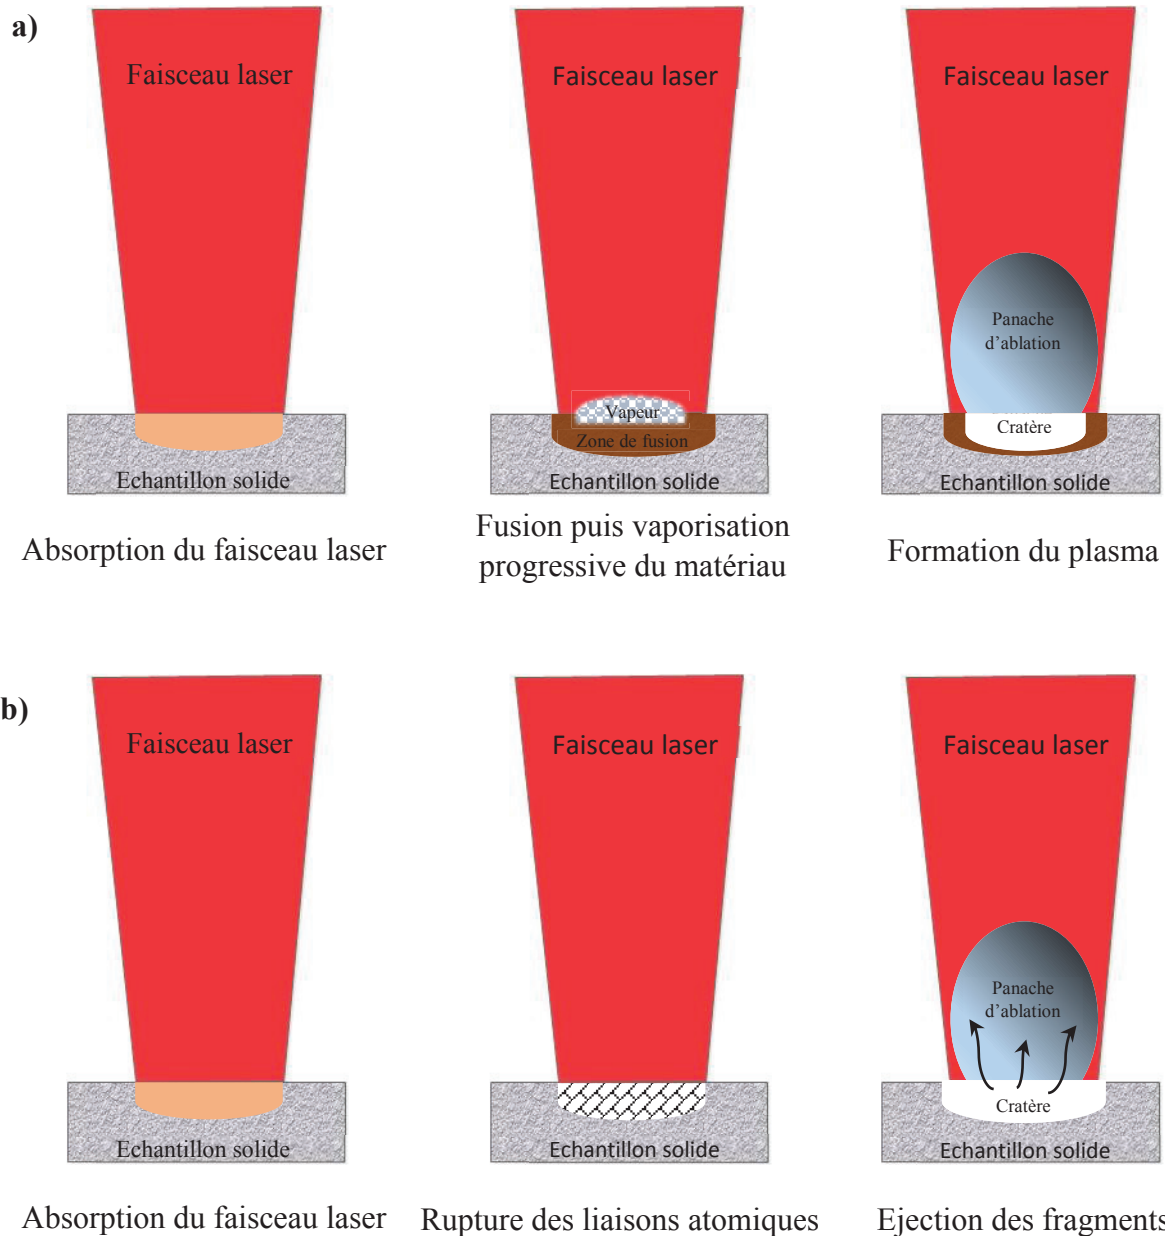 a)
Faisceau laser
Faisceau laser
Faisceau laser
Panache
d'ablation
Vapeur
Zone de fusion
Cratère
Echantillon solide
Echantillon solide
Echantillon solide
Absorption du faisceau laser
Fusion puis vaporisation
progressive du matériau
Formation du plasma
b)
Faisceau laser
Faisceau laser
Faisceau laser
Panache
d'ablation
Cratère
Echantillon solide
Echantillon solide
Echantillon solide
Absorption du faisceau laser
Rupture des liaisons atomiques
Ejection des fragments